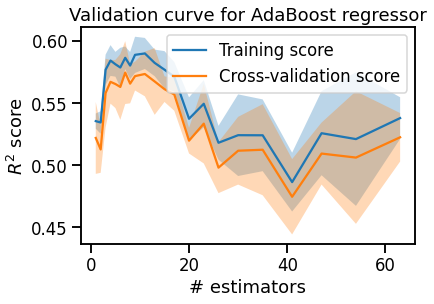 Validation curve for AdaBoost regressor
Training score
Cross-validation score
0.60
0.55
0.50
0.45
R² score
0
20
40
60
# estimators